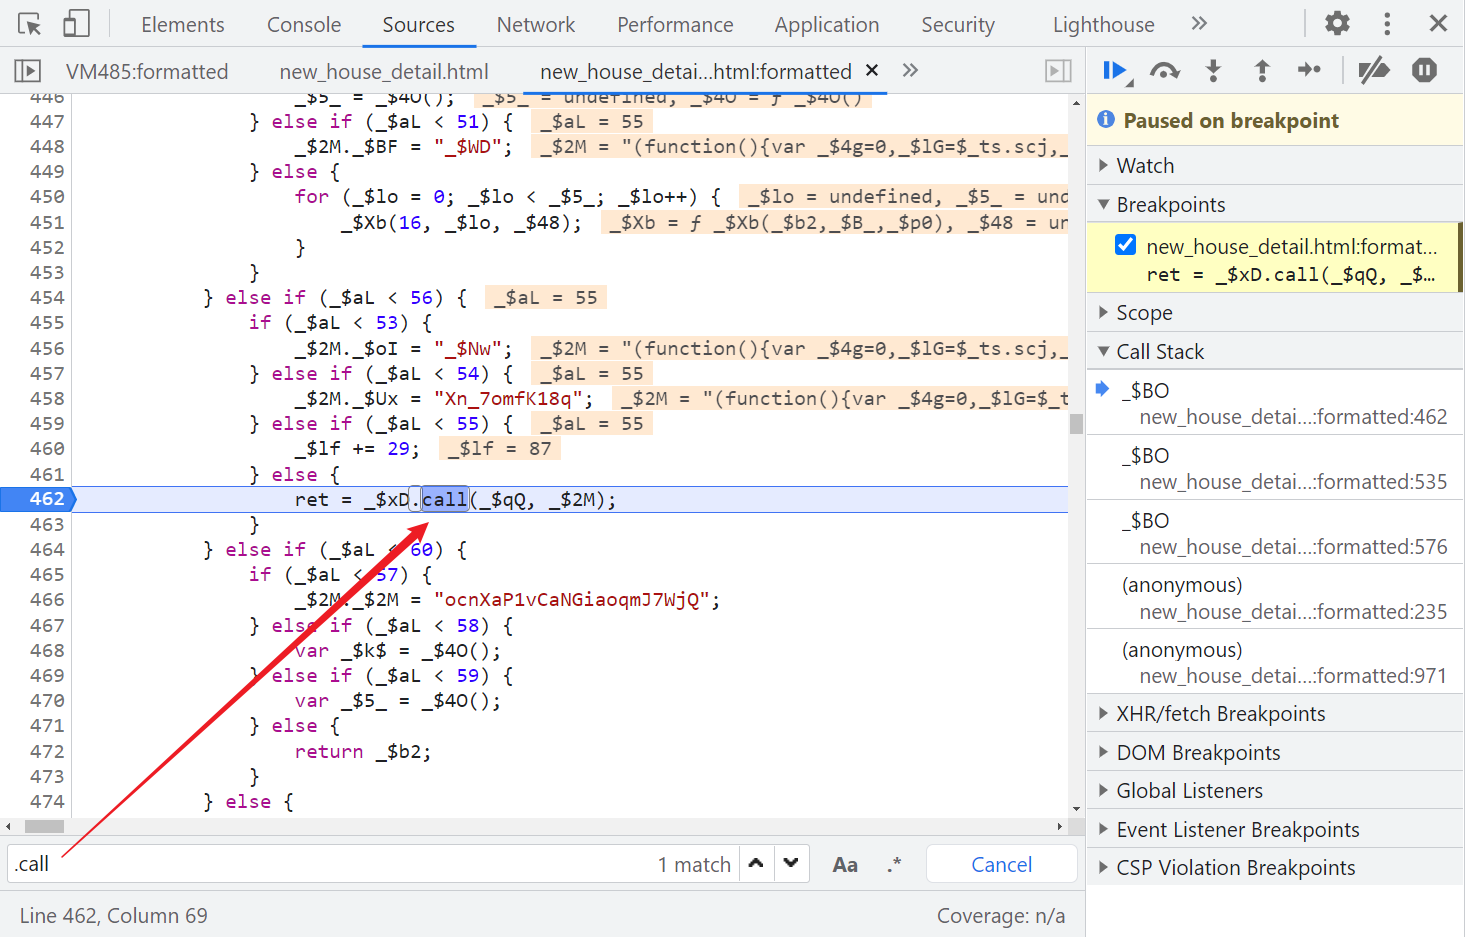 Elements Console Sources Network Performance Application Security Lighthouse »
VM485:formatted new_house_detail.html new_house_detai...html:formatted × »
446 _$5_ = _$4O(); _$5_ = undefined, _$4O = ƒ _$4O()
447 } else if (_$aL < 51) { _$aL = 55
448 _$2M._$BF = "_$WD"; _$2M = "(function(){var _$4g=0,_$lG=$_ts.scj,_
449 } else {
450 for (_$lo = 0; _$lo < _$5_; _$lo++) { _$lo = undefined, _$5_ = und
451 _$Xb(16, _$lo, _$48); _$Xb = ƒ _$Xb(_$b2,_$B_,_$p0), _$48 = un
452 }
453 }
454 } else if (_$aL < 56) { _$aL = 55
455 if (_$aL < 53) {
456 _$2M._$oI = "_$Nw"; _$2M = "(function(){var _$4g=0,_$lG=$_ts.scj,_
457 } else if (_$aL < 54) { _$aL = 55
458 _$2M._$Ux = "Xn_7omfK18q"; _$2M = "(function(){var _$4g=0,_$lG=$_t
459 } else if (_$aL < 55) { _$aL = 55
460 _$lf += 29; _$lf = 87
461 } else {
462 ret = _$xD.call(_$qQ, _$2M);
463 }
464 } else if (_$aL < 60) {
465 if (_$aL < 57) {
466 _$2M._$2M = "ocnXaP1vCaNGiaoqmJ7WjQ";
467 } else if (_$aL < 58) {
468 var _$k$ = _$4O();
469 } else if (_$aL < 59) {
470 var _$5_ = _$4O();
471 } else {
472 return _$b2;
473 }
474 } else {
.call 1 match Aa .* Cancel
Line 462, Column 69 Coverage: n/a
Paused on breakpoint
Watch
Breakpoints
new_house_detail.html:format...
ret = _$xD.call(_$qQ, _$...
Scope
Call Stack
_$BO
new_house_detai...:formatted:462
_$BO
new_house_detai...:formatted:535
_$BO
new_house_detai...:formatted:576
(anonymous)
new_house_detai...:formatted:235
(anonymous)
new_house_detai...:formatted:971
XHR/fetch Breakpoints
DOM Breakpoints
Global Listeners
Event Listener Breakpoints
CSP Violation Breakpoints